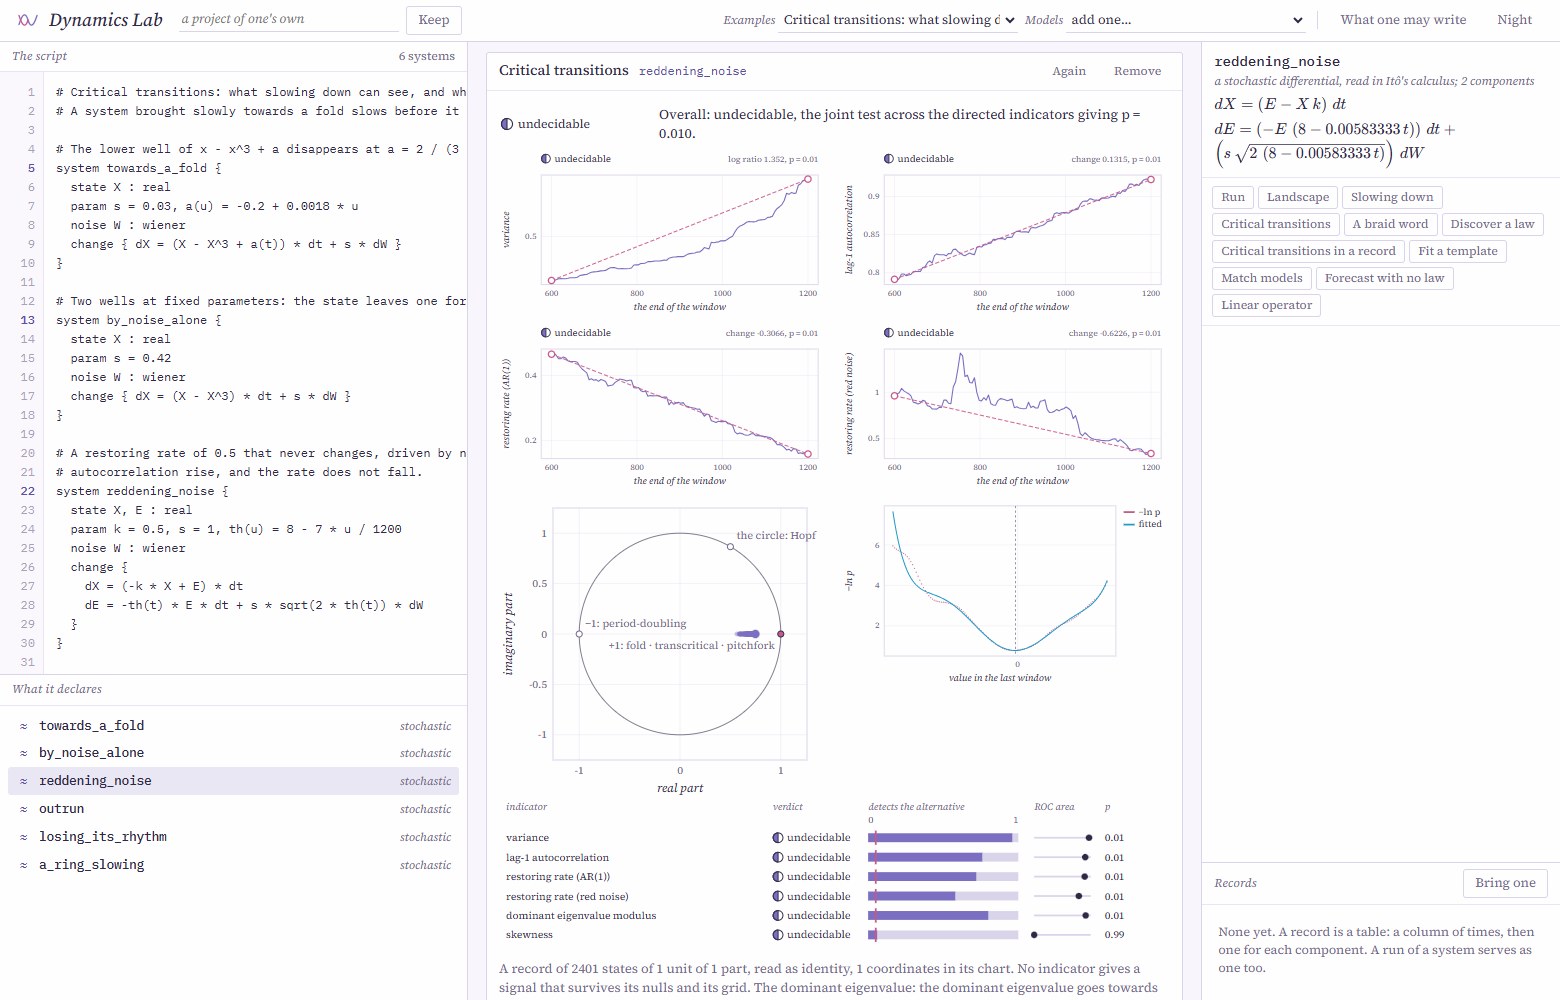 Dynamics Lab
a project of one's own
Keep
Examples
Critical transitions: what slowing d
Models
add one...
What one may write
Night
The script
6 systems
1 # Critical transitions: what slowing down can see, and wh
2 # A system brought slowly towards a fold slows before it
3
4 # The lower well of x - x^3 + a disappears at a = 2 / (3
5 system towards_a_fold {
6 state X : real
7 param s = 0.03, a(u) = -0.2 + 0.0018 * u
8 noise W : wiener
9 change { dX = (X - X^3 + a(t)) * dt + s * dW }
10 }
11
12 # Two wells at fixed parameters: the state leaves one for
13 system by_noise_alone {
14 state X : real
15 param s = 0.42
16 noise W : wiener
17 change { dX = (X - X^3) * dt + s * dW }
18 }
19
20 # A restoring rate of 0.5 that never changes, driven by n
21 # autocorrelation rise, and the rate does not fall.
22 system reddening_noise {
23 state X, E : real
24 param k = 0.5, s = 1, th(u) = 8 - 7 * u / 1200
25 noise W : wiener
26 change {
27 dX = (-k * X + E) * dt
28 dE = -th(t) * E * dt + s * sqrt(2 * th(t)) * dW
29 }
30 }
31
What it declares
≈ towards_a_fold stochastic
≈ by_noise_alone stochastic
≈ reddening_noise stochastic
≈ outrun stochastic
≈ losing_its_rhythm stochastic
≈ a_ring_slowing stochastic
Critical transitions reddening_noise
Again
Remove
undecidable
Overall: undecidable, the joint test across the directed indicators giving p =
0.010.
undecidable
log ratio 1.352, p = 0.01
variance
0.5
600 800 1000 1200
the end of the window
undecidable
change 0.1315, p = 0.01
lag-1 autocorrelation
0.9
0.85
0.8
600 800 1000 1200
the end of the window
undecidable
change -0.3066, p = 0.01
restoring rate (AR(1))
0.4
0.2
600 800 1000 1200
the end of the window
undecidable
change -0.6226, p = 0.01
restoring rate (red noise)
1
0.5
600 800 1000 1200
the end of the window
imaginary part
1
0.5
0
-0.5
-1
the circle: Hopf
−1: period-doubling
+1: fold · transcritical · pitchfork
-1 0 1
real part
−ln p
6
4
2
0
value in the last window
−ln p
fitted
indicator verdict detects the alternative ROC area p
0 1
variance undecidable 0.01
lag-1 autocorrelation undecidable 0.01
restoring rate (AR(1)) undecidable 0.01
restoring rate (red noise) undecidable 0.01
dominant eigenvalue modulus undecidable 0.01
skewness undecidable 0.99
A record of 2401 states of 1 unit of 1 part, read as identity, 1 coordinates in its chart. No indicator gives a
signal that survives its nulls and its grid. The dominant eigenvalue: the dominant eigenvalue goes towards
reddening_noise
a stochastic differential, read in Itô's calculus; 2 components
dX = (E − X k) dt
dE = (−E (8 − 0.00583333 t)) dt +
(s √2 (8 − 0.00583333 t)) dW
Run
Landscape
Slowing down
Critical transitions
A braid word
Discover a law
Critical transitions in a record
Fit a template
Match models
Forecast with no law
Linear operator
Records
Bring one
None yet. A record is a table: a column of times, then
one for each component. A run of a system serves as
one too.